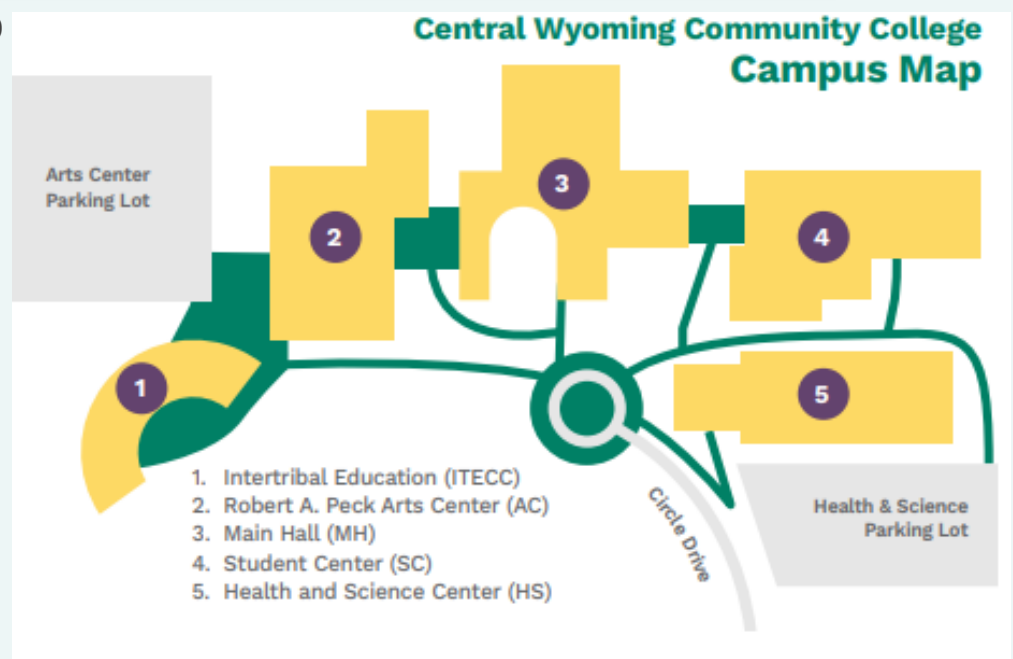 Central Wyoming Community College
Campus Map
Arts Center
Parking Lot
3
2
4
1
5
1. Intertribal Education (ITECC)
2. Robert A. Peck Arts Center (AC)
3. Main Hall (MH)
4. Student Center (SC)
5. Health and Science Center (HS)
Circle Drive
Health & Science
Parking Lot